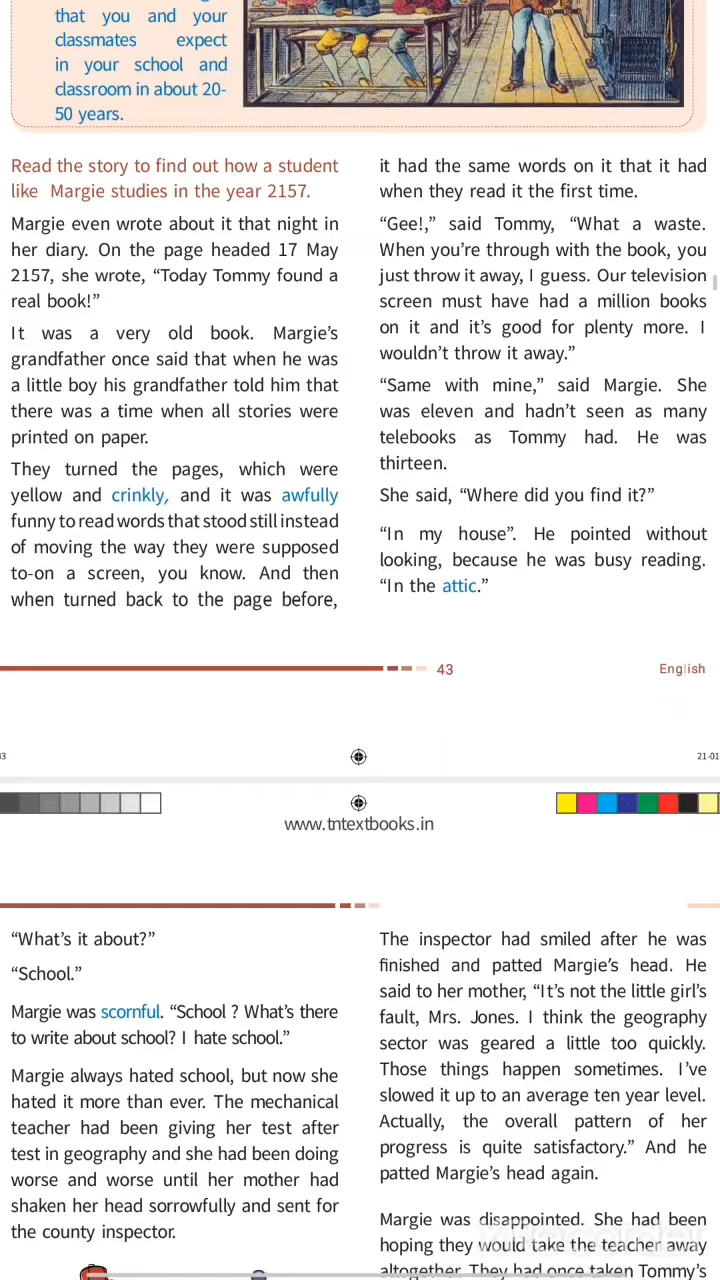 that you and your
classmates expect
in your school and
classroom in about 20-
50 years.
Read the story to find out how a student
like Margie studies in the year 2157.
Margie even wrote about it that night in
her diary. On the page headed 17 May
2157, she wrote, “Today Tommy found a
real book!”
It was a very old book. Margie’s
grandfather once said that when he was
a little boy his grandfather told him that
there was a time when all stories were
printed on paper.
They turned the pages, which were
yellow and crinkly, and it was awfully
funny to read words that stood still instead
of moving the way they were supposed
to-on a screen, you know. And then
when turned back to the page before,
it had the same words on it that it had
when they read it the first time.
“Gee!,” said Tommy, “What a waste.
When you’re through with the book, you
just throw it away, I guess. Our television
screen must have had a million books
on it and it’s good for plenty more. I
wouldn’t throw it away.”
“Same with mine,” said Margie. She
was eleven and hadn’t seen as many
telebooks as Tommy had. He was
thirteen.
She said, “Where did you find it?”
“In my house”. He pointed without
looking, because he was busy reading.
“In the attic.”
43
English
21-01
www.tntextbooks.in
“What’s it about?”
“School.”
Margie was scornful. “School ? What’s there
to write about school? I hate school.”
Margie always hated school, but now she
hated it more than ever. The mechanical
teacher had been giving her test after
test in geography and she had been doing
worse and worse until her mother had
shaken her head sorrowfully and sent for
the county inspector.
The inspector had smiled after he was
finished and patted Margie’s head. He
said to her mother, “It’s not the little girl’s
fault, Mrs. Jones. I think the geography
sector was geared a little too quickly.
Those things happen sometimes. I’ve
slowed it up to an average ten year level.
Actually, the overall pattern of her
progress is quite satisfactory.” And he
patted Margie’s head again.
Margie was disappointed. She had been
hoping they would take the teacher away
altogether. They had once taken Tommy’s